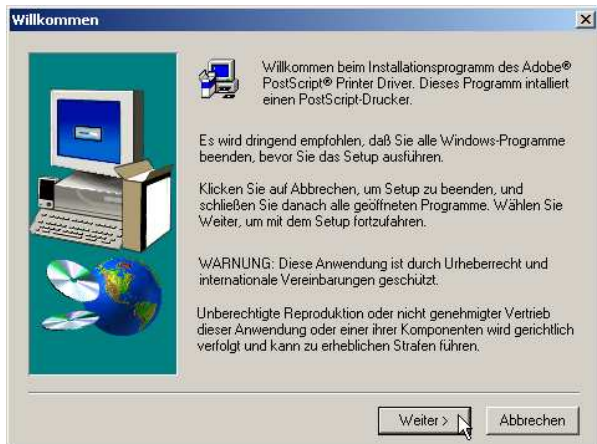 Willkommen
Willkommen beim Installationsprogramm des Adobe®
PostScript® Printer Driver. Dieses Programm intalliert
einen PostScript-Drucker.
Es wird dringend empfohlen, daß Sie alle Windows-Programme
beenden, bevor Sie das Setup ausführen.
Klicken Sie auf Abbrechen, um Setup zu beenden, und
schließen Sie danach alle geöffneten Programme. Wählen Sie
Weiter, um mit dem Setup fortzufahren.
WARNUNG: Diese Anwendung ist durch Urheberrecht und
internationale Vereinbarungen geschützt.
Unberechtigte Reproduktion oder nicht genehmigter Vertrieb
dieser Anwendung oder einer ihrer Komponenten wird gerichtlich
verfolgt und kann zu erheblichen Strafen führen.
Weiter > Abbrechen